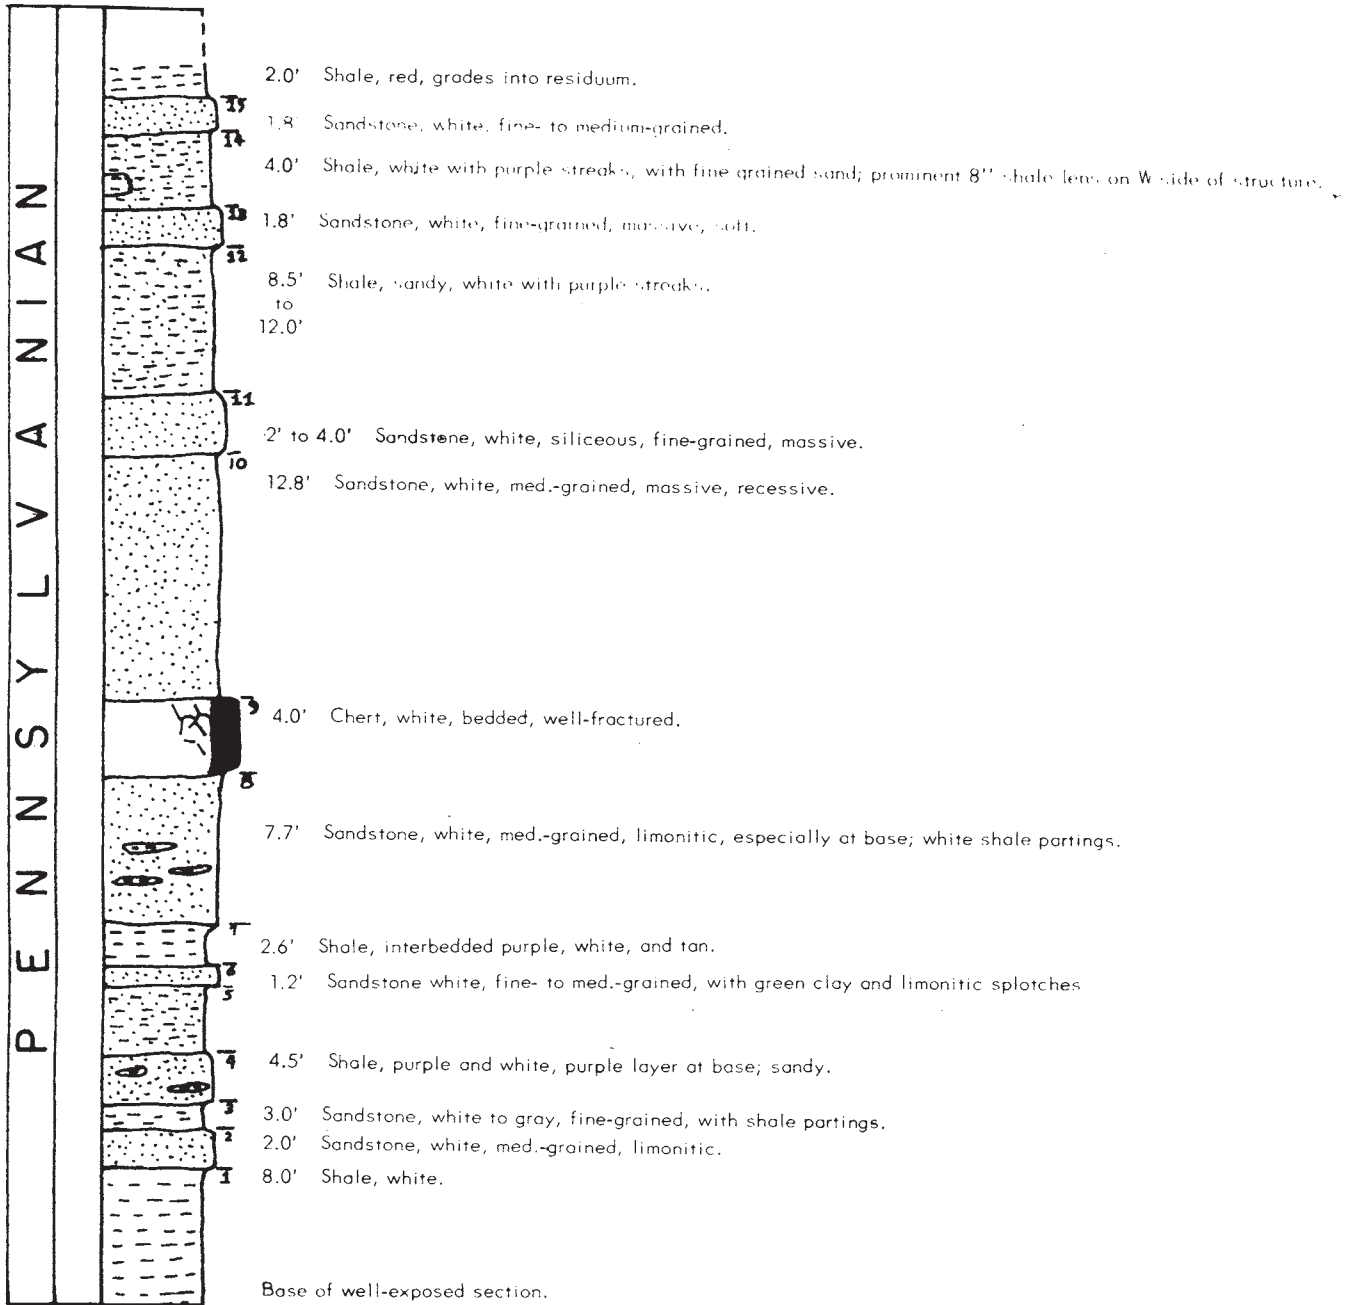 PENNSYLVANIAN
2.0' Shale, red, grades into residuum.
15
1.8 Sandstone, white, fine- to medium-grained.
14
4.0' Shale, white with purple streaks, with fine grained sand; prominent 8'' shale lens on W side of structure.
13
1.8' Sandstone, white, fine-grained, massive, soft.
12
8.5' Shale, sandy, white with purple streaks.
to
12.0'
11
2' to 4.0' Sandstone, white, siliceous, fine-grained, massive.
10
12.8' Sandstone, white, med.-grained, massive, recessive.
9
4.0' Chert, white, bedded, well-fractured.
8
7.7' Sandstone, white, med.-grained, limonitic, especially at base; white shale partings.
7
2.6' Shale, interbedded purple, white, and tan.
6
1.2' Sandstone white, fine- to med.-grained, with green clay and limonitic splotches
5
4
4.5' Shale, purple and white, purple layer at base; sandy.
3
3.0' Sandstone, white to gray, fine-grained, with shale partings.
2
2.0' Sandstone, white, med.-grained, limonitic.
1
8.0' Shale, white.
Base of well-exposed section.